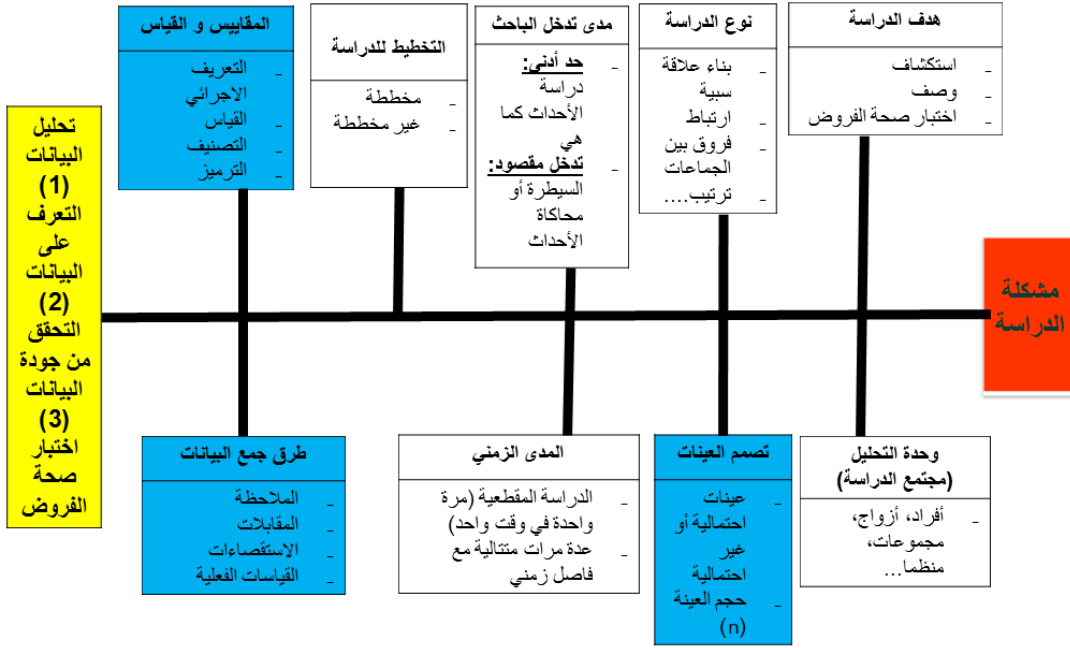 مشكلة
الدراسة
هدف الدراسة
- استكشاف
- وصف
- اختبار صحة الفروض
نوع الدراسة
- بناء علاقة
سبية
- ارتباط
- فروق بين
الجماعات
- ترتيب....
مدى تدخل الباحث
- حد أدنى:
دراسة
الأحداث كما
هي
- تدخل مقصود:
السيطرة أو
محاكاة
الأحداث
التخطيط للدراسة
- مخططة
- غير مخططة
المقاييس و القياس
- التعريف
الاجرائي
- القياس
- التصنيف
- الترميز
وحدة التحليل
(مجتمع الدراسة)
- أفراد، أزواج،
مجموعات،
منظما...
تصمم العينات
- عينات
احتمالية أو
غير
احتمالية
- حجم العينة
(n)
المدى الزمني
- الدراسة المقطعية (مرة
واحدة في وقت واحد)
- عدة مرات متتالية مع
فاصل زمني
طرق جمع البيانات
- الملاحظة
- المقابلات
- الاستقصاءات
- القياسات الفعلية
تحليل
البيانات
(1)
التعرف
على
البيانات
(2)
التحقق
من جودة
البيانات
(3)
اختبار
صحة
الفروض